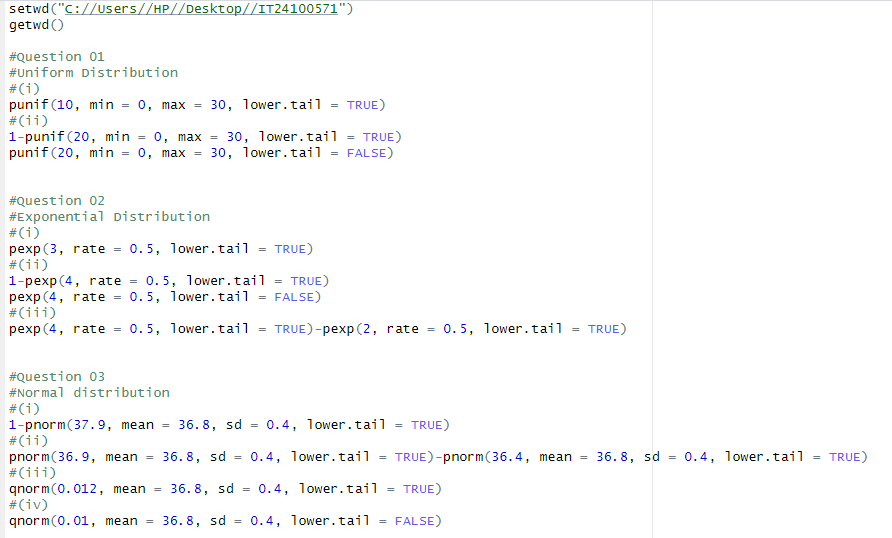 setwd("C://Users//HP//Desktop//IT24100571")
getwd()
#Question 01
#Uniform Distribution
#(i)
punif(10, min = 0, max = 30, lower.tail = TRUE)
#(ii)
1-punif(20, min = 0, max = 30, lower.tail = TRUE)
punif(20, min = 0, max = 30, lower.tail = FALSE)
#Question 02
#Exponential Distribution
#(i)
pexp(3, rate = 0.5, lower.tail = TRUE)
#(ii)
1-pexp(4, rate = 0.5, lower.tail = TRUE)
pexp(4, rate = 0.5, lower.tail = FALSE)
#(iii)
pexp(4, rate = 0.5, lower.tail = TRUE)-pexp(2, rate = 0.5, lower.tail = TRUE)
#Question 03
#Normal distribution
#(i)
1-pnorm(37.9, mean = 36.8, sd = 0.4, lower.tail = TRUE)
#(ii)
pnorm(36.9, mean = 36.8, sd = 0.4, lower.tail = TRUE)-pnorm(36.4, mean = 36.8, sd = 0.4, lower.tail = TRUE)
#(iii)
qnorm(0.012, mean = 36.8, sd = 0.4, lower.tail = TRUE)
#(iv)
qnorm(0.01, mean = 36.8, sd = 0.4, lower.tail = FALSE)